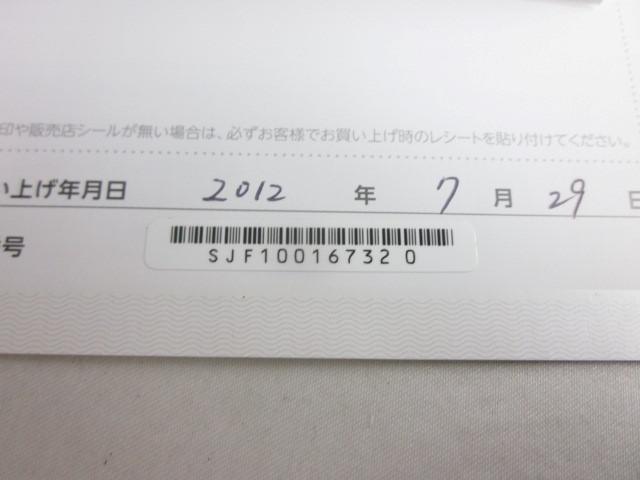 印や販売店シールが無い場合は、必ずお客様でお買い上げ時のレシートを貼り付けてください。
い上げ年月日 2012 年 7 月 29 日
号 SJF10016732 0